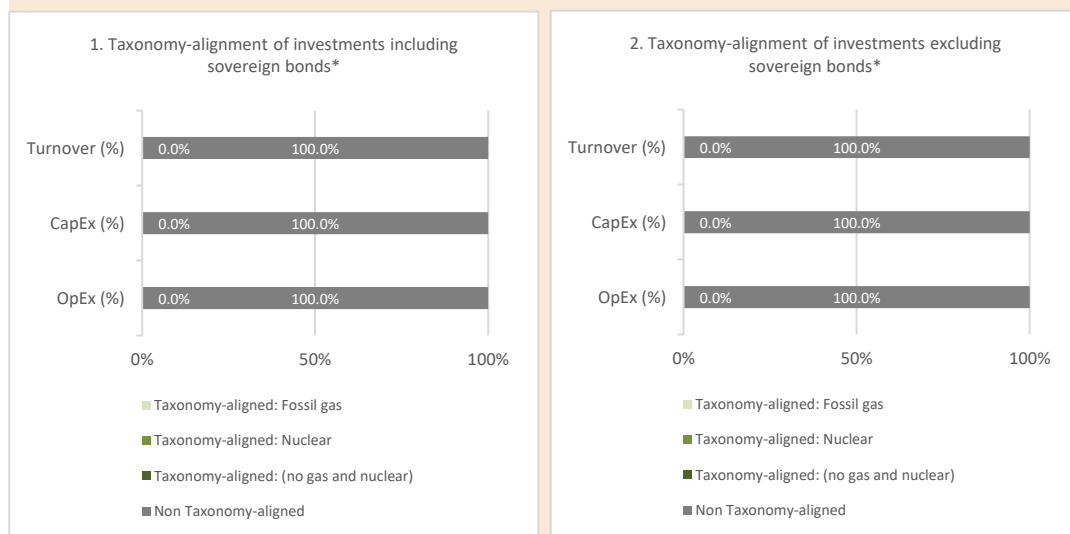 1. Taxonomy-alignment of investments including
sovereign bonds*
Turnover (%)
0.0%
100.0%
CapEx (%)
0.0%
100.0%
OpEx (%)
0.0%
100.0%
0%
50%
100%
Taxonomy-aligned: Fossil gas
Taxonomy-aligned: Nuclear
Taxonomy-aligned: (no gas and nuclear)
Non Taxonomy-aligned
2. Taxonomy-alignment of investments excluding
sovereign bonds*
Turnover (%)
0.0%
100.0%
CapEx (%)
0.0%
100.0%
OpEx (%)
0.0%
100.0%
0%
50%
100%
Taxonomy-aligned: Fossil gas
Taxonomy-aligned: Nuclear
Taxonomy-aligned: (no gas and nuclear)
Non Taxonomy-aligned